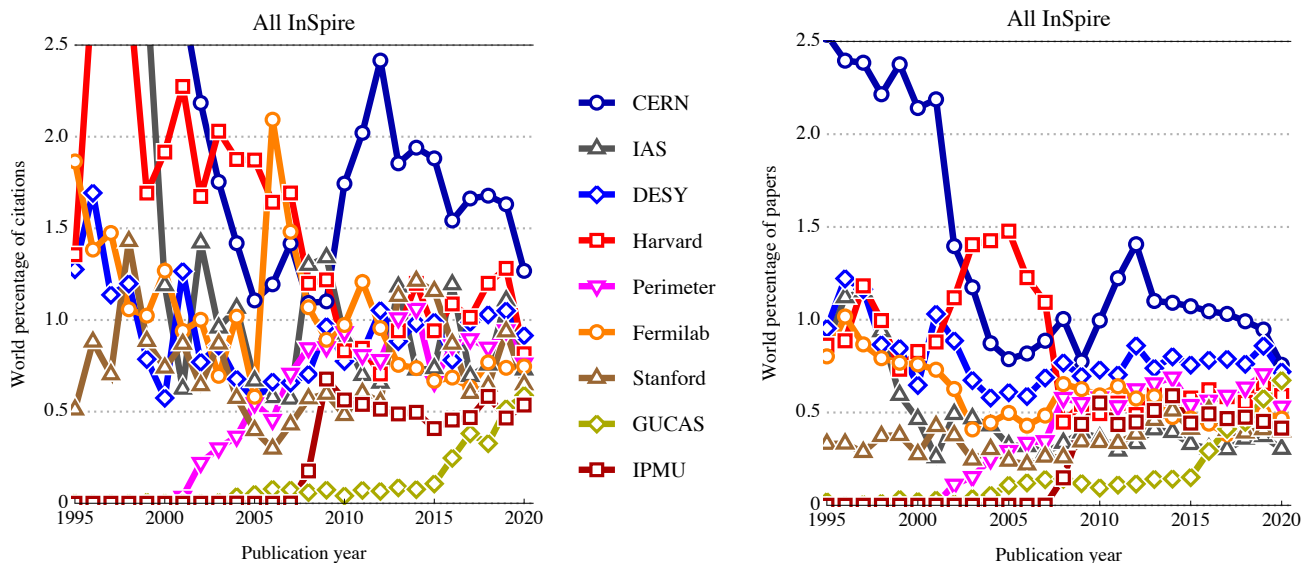 All InSpire
World percentage of citations
2.5
2.0
1.5
1.0
0.5
0
1995
2000
2005
2010
2015
2020
Publication year
CERN
IAS
DESY
Harvard
Perimeter
Fermilab
Stanford
GUCAS
IPMU
All InSpire
World percentage of papers
2.5
2.0
1.5
1.0
0.5
0
1995
2000
2005
2010
2015
2020
Publication year